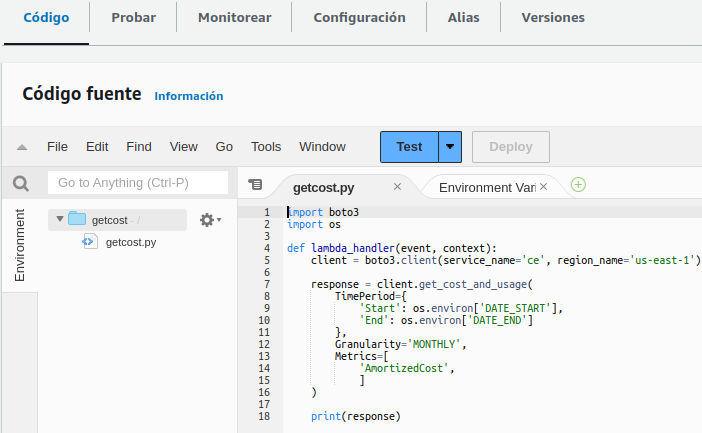 Código Probar Monitorear Configuración Alias Versiones
Código fuente Información
File Edit Find View Go Tools Window Test Deploy
Go to Anything (Ctrl-P)
getcost.py × Environment Vari ×
Environment
getcost - /
getcost.py
1 import boto3
2 import os
3
4 def lambda_handler(event, context):
5     client = boto3.client(service_name='ce', region_name='us-east-1')
6
7     response = client.get_cost_and_usage(
8         TimePeriod={
9             'Start': os.environ['DATE_START'],
10             'End': os.environ['DATE_END']
11         },
12         Granularity='MONTHLY',
13         Metrics=[
14             'AmortizedCost',
15             ]
16     )
17
18     print(response)